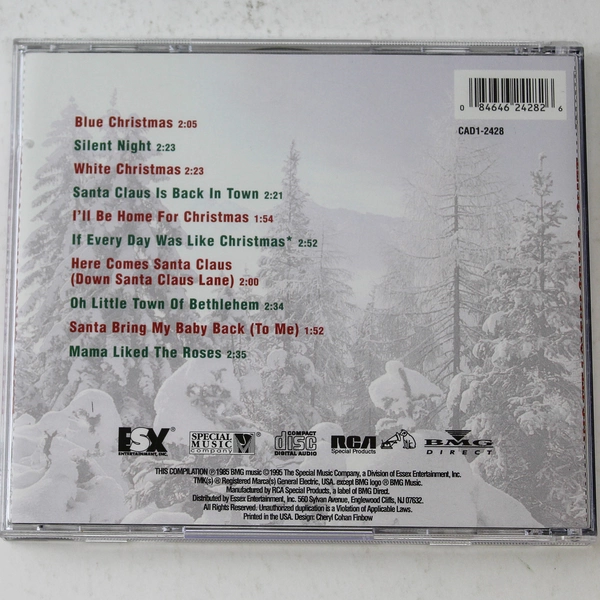 0 84646 24282 6
CAD1-2428
Blue Christmas 2:05
Silent Night 2:23
White Christmas 2:23
Santa Claus Is Back In Town 2:21
I'll Be Home For Christmas 1:54
If Every Day Was Like Christmas* 2:52
Here Comes Santa Claus
(Down Santa Claus Lane) 2:00
Oh Little Town Of Bethlehem 2:34
Santa Bring My Baby Back (To Me) 1:52
Mama Liked The Roses 2:35
ESX
ENTERTAINMENT, INC.
SPECIAL
MUSIC
company
®
COMPACT
disc
DIGITAL AUDIO
RCA
Special Products
BMG
DIRECT
THIS COMPILATION ℗1985 BMG music ©1995 The Special Music Company, a Division of Essex Entertainment, Inc.
TMK(s) ® Registered Marca(s) General Electric, USA. except BMG logo ® BMG Music.
Manufactured by RCA Special Products, a label of BMG Direct.
Distributed by Essex Entertainment, Inc. 560 Sylvan Avenue, Englewood Cliffs, NJ 07632.
All Rights Reserved. Unauthorized duplication is a Violation of Applicable Laws.
Printed in the USA. Design: Cheryl Cohan Finbow